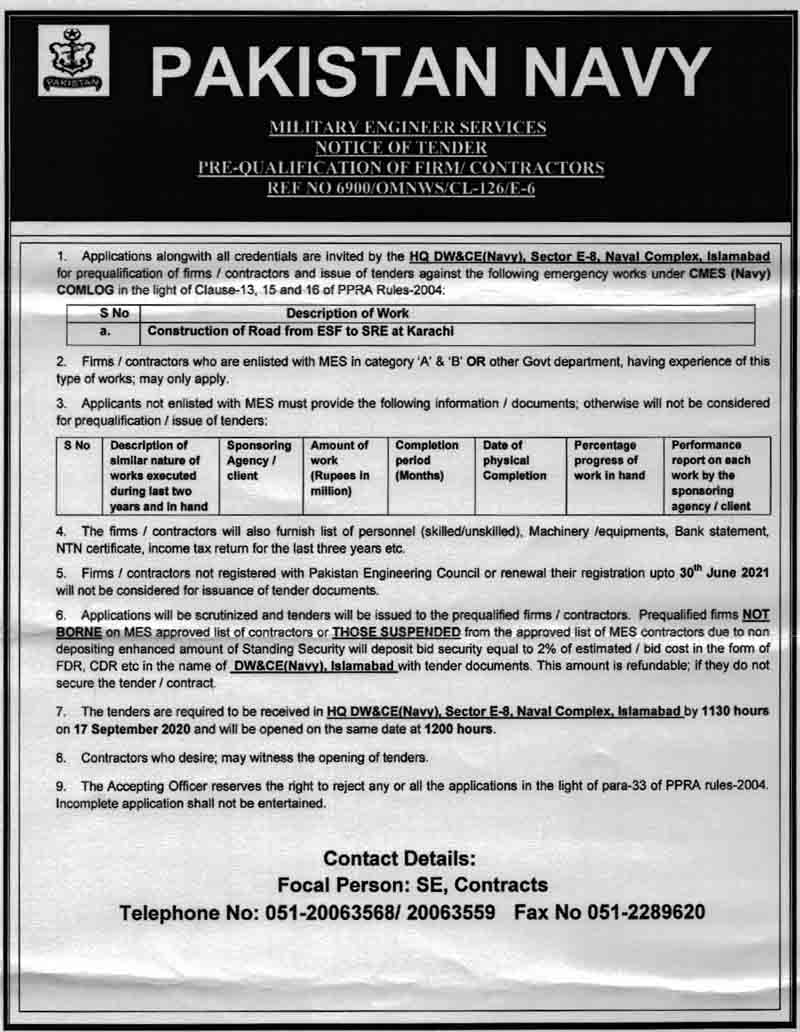 PAKISTAN
PAKISTAN NAVY
MILITARY ENGINEER SERVICES
NOTICE OF TENDER
PRE-QUALIFICATION OF FIRM/ CONTRACTORS
REF NO 6900/OMNWS/CL-126/E-6
1. Applications alongwith all credentials are invited by the HQ DW&CE(Navy), Sector E-8, Naval Complex, Islamabad
for prequalification of firms / contractors and issue of tenders against the following emergency works under CMES (Navy)
COMLOG in the light of Clause-13, 15 and 16 of PPRA Rules-2004:
S No Description of Work
a. Construction of Road from ESF to SRE at Karachi
2. Firms / contractors who are enlisted with MES in category 'A' & 'B' OR other Govt department, having experience of this
type of works; may only apply.
3. Applicants not enlisted with MES must provide the following information / documents; otherwise will not be considered
for prequalification / issue of tenders:
S No Description of Sponsoring Amount of Completion Date of Percentage Performance
similar nature of Agency / work period physical progress of report on each
works executed client (Rupees in (Months) Completion work in hand work by the
during last two million) sponsoring
years and in hand agency / client
4. The firms / contractors will also furnish list of personnel (skilled/unskilled), Machinery /equipments, Bank statement,
NTN certificate, income tax return for the last three years etc.
5. Firms / contractors not registered with Pakistan Engineering Council or renewal their registration upto 30th June 2021
will not be considered for issuance of tender documents.
6. Applications will be scrutinized and tenders will be issued to the prequalified firms / contractors. Prequalified firms NOT
BORNE on MES approved list of contractors or THOSE SUSPENDED from the approved list of MES contractors due to non
depositing enhanced amount of Standing Security will deposit bid security equal to 2% of estimated / bid cost in the form of
FDR, CDR etc in the name of DW&CE(Navy), Islamabad with tender documents. This amount is refundable; if they do not
secure the tender / contract.
7. The tenders are required to be received in HQ DW&CE(Navy), Sector E-8, Naval Complex, Islamabad by 1130 hours
on 17 September 2020 and will be opened on the same date at 1200 hours.
8. Contractors who desire; may witness the opening of tenders.
9. The Accepting Officer reserves the right to reject any or all the applications in the light of para-33 of PPRA rules-2004.
Incomplete application shall not be entertained.
Contact Details:
Focal Person: SE, Contracts
Telephone No: 051-20063568/ 20063559 Fax No 051-2289620